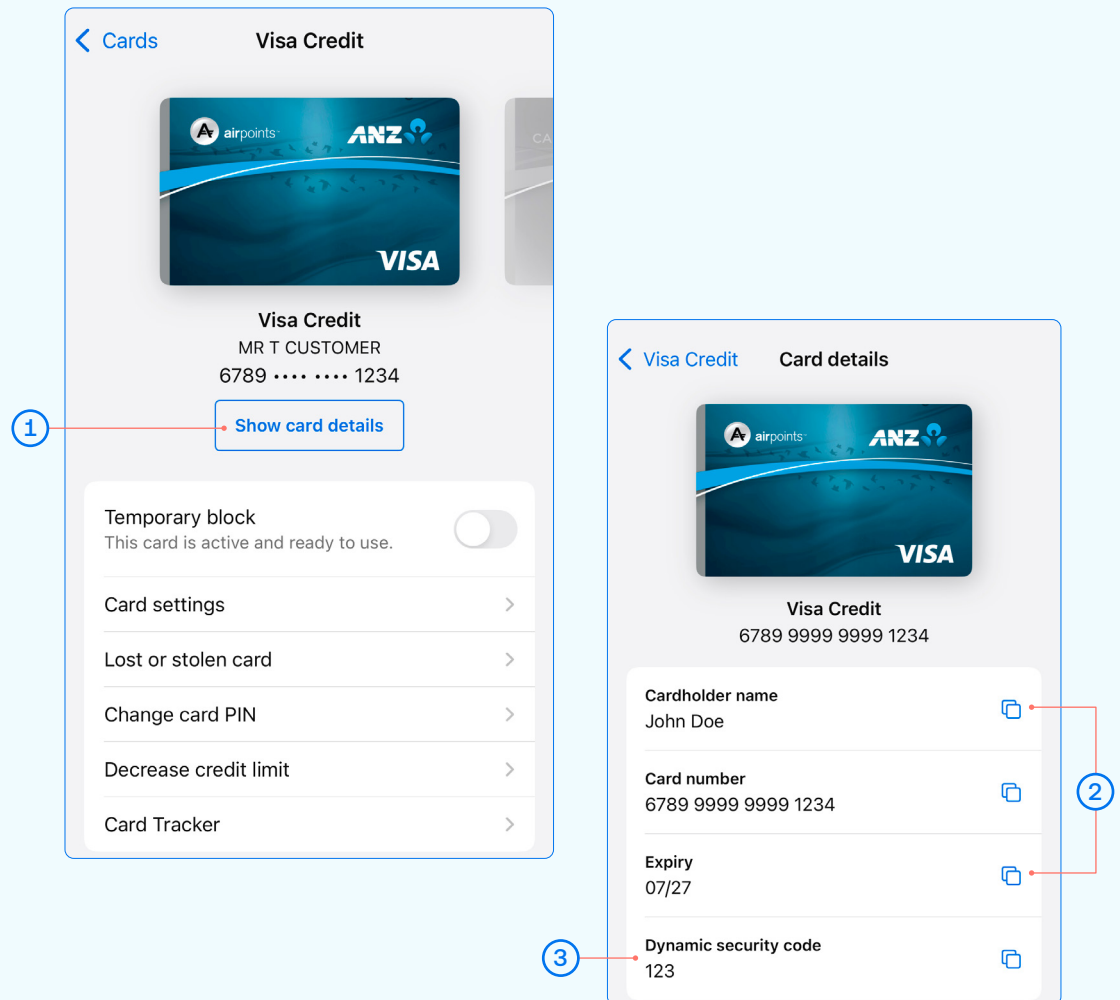 Cards
Visa Credit
airpoints™
ANZ
CA
VISA
Visa Credit
MR T CUSTOMER
6789 •••• •••• 1234
1
Show card details
Temporary block
This card is active and ready to use.
Card settings
Lost or stolen card
Change card PIN
Decrease credit limit
Card Tracker
Visa Credit
Card details
airpoints™
ANZ
VISA
Visa Credit
6789 9999 9999 1234
Cardholder name
John Doe
Card number
6789 9999 9999 1234
2
Expiry
07/27
3
Dynamic security code
123